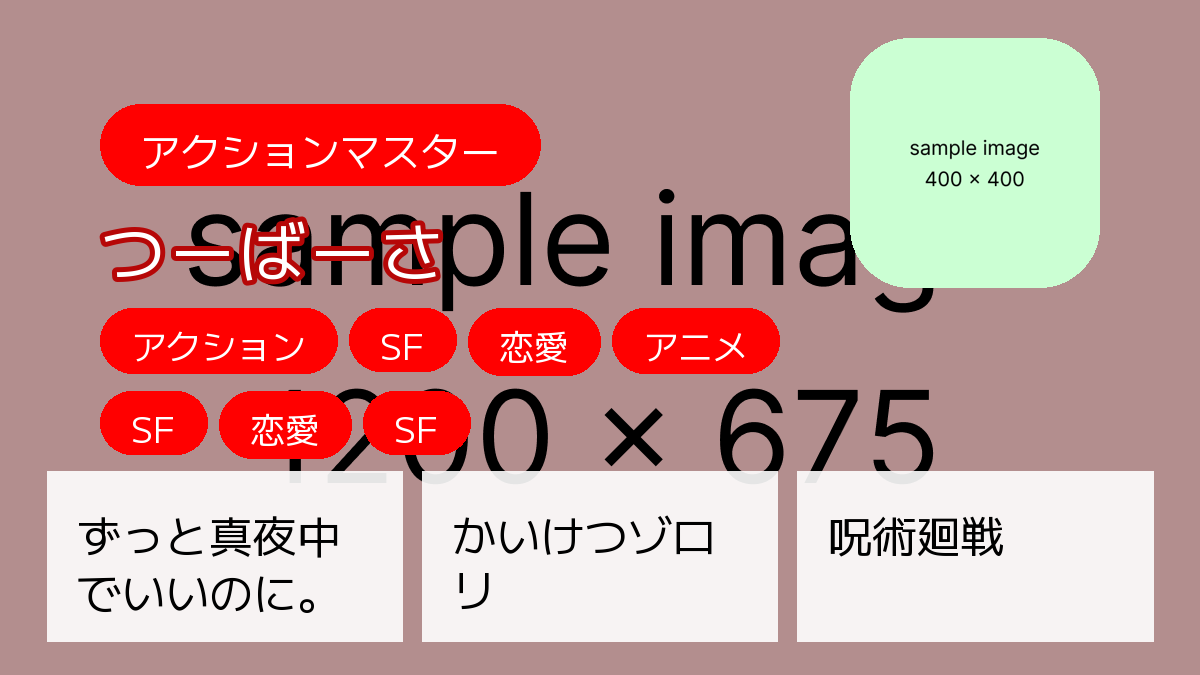 アクションマスター
sample image
400 × 400
つーばーさ
sample imag
アクション SF 恋愛 アニメ
SF 恋愛 SF
1200 × 675
ずっと真夜中
でいいのに。
かいけつゾロ
リ
呪術廻戦